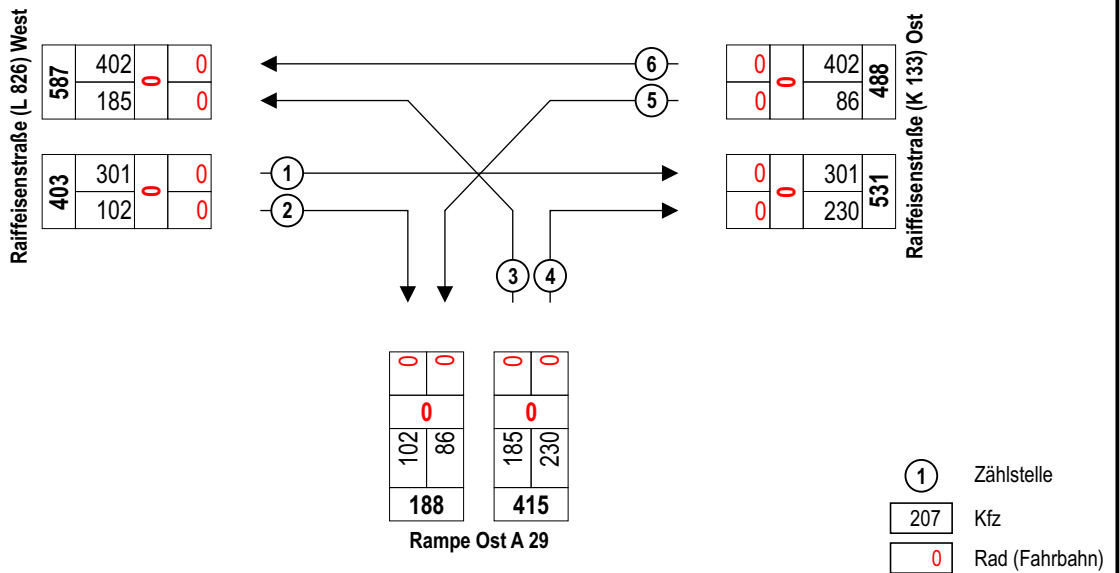 Raiffeisenstraße (L 826) West
587 402 0 0
185 0
403 301 0 0
102 0
6
5
1
2
3 4
0 0 402 488
0 86
0 0 301 531
0 230
Raiffeisenstraße (K 133) Ost
0 0 0 0
0 0
102 86 185 230
188 415
Rampe Ost A 29
1 Zählstelle
207 Kfz
0 Rad (Fahrbahn)